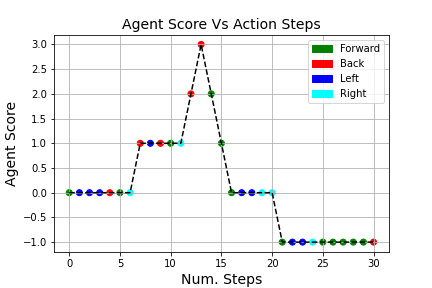 Agent Score Vs Action Steps
3.0
2.5
2.0
1.5
1.0
0.5
0.0
−0.5
−1.0
Agent Score
Forward
Back
Left
Right
0 5 10 15 20 25 30
Num. Steps